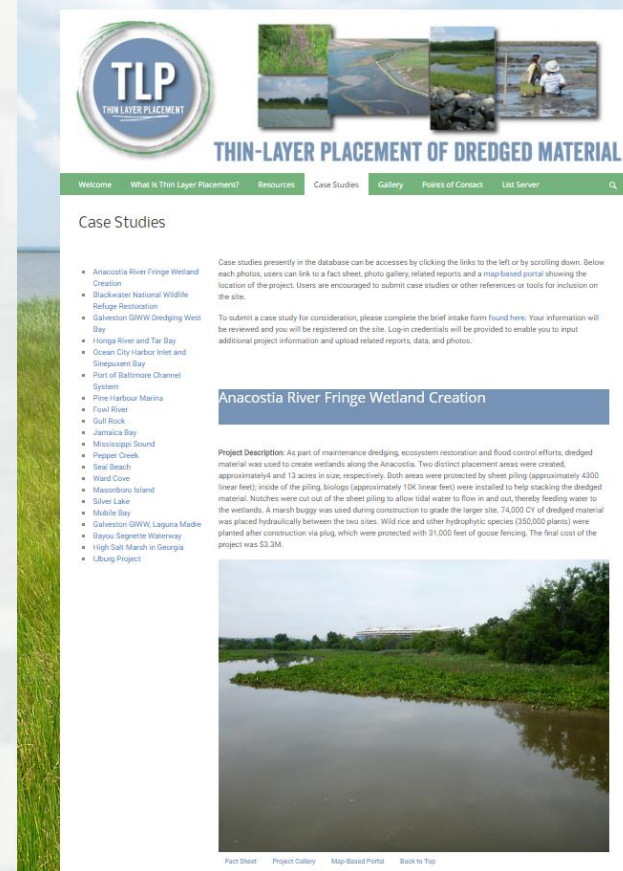 TLP
THIN LAYER PLACEMENT
THIN-LAYER PLACEMENT OF DREDGED MATERIAL
Welcome What Is Thin Layer Placement? Resources Case Studies Gallery Points of Contact List Server
Case Studies
Anacostia River Fringe Wetland
Creation
Blackwater National Wildlife
Refuge Restoration
Galveston GIWW Dredging West
Bay
Honga River and Tar Bay
Ocean City Harbor Inlet and
Sinepuxent Bay
Port of Baltimore Channel
System
Pine Harbour Marina
Fowl River
Gull Rock
Jamaica Bay
Mississippi Sound
Pepper Creek
Seal Beach
Ward Cove
Masonboro Island
Silver Lake
Mobile Bay
Galveston GIWW, Laguna Madre
Bayou Segnette Waterway
High Salt Marsh in Georgia
IJburg Project
Case studies presently in the database can be accesses by clicking the links to the left or by scrolling down. Below
each photos, users can link to a fact sheet, photo gallery, related reports and a map-based portal showing the
location of the project. Users are encouraged to submit case studies or other references or tools for inclusion on
the site.
To submit a case study for consideration, please complete the brief intake form found here. Your information will
be reviewed and you will be registered on the site. Log-in credentials will be provided to enable you to input
additional project information and upload related reports, data, and photos.
Anacostia River Fringe Wetland Creation
Project Description: As part of maintenance dredging, ecosystem restoration and flood control efforts, dredged
material was used to create wetlands along the Anacostia. Two distinct placement areas were created,
approximately4 and 13 acres in size, respectively. Both areas were protected by sheet piling (approximately 4300
linear feet); inside of the piling, biologs (approximately 10K linear feet) were installed to help stacking the dredged
material. Notches were cut out of the sheet piling to allow tidal water to flow in and out, thereby feeding water to
the wetlands. A marsh buggy was used during construction to grade the larger site. 74,000 CY of dredged material
was placed hydraulically between the two sites. Wild rice and other hydrophytic species (350,000 plants) were
planted after construction via plug, which were protected with 31,000 feet of goose fencing. The final cost of the
project was $3.3M.
Fact Sheet Project Gallery Map-Based Portal Back to Top